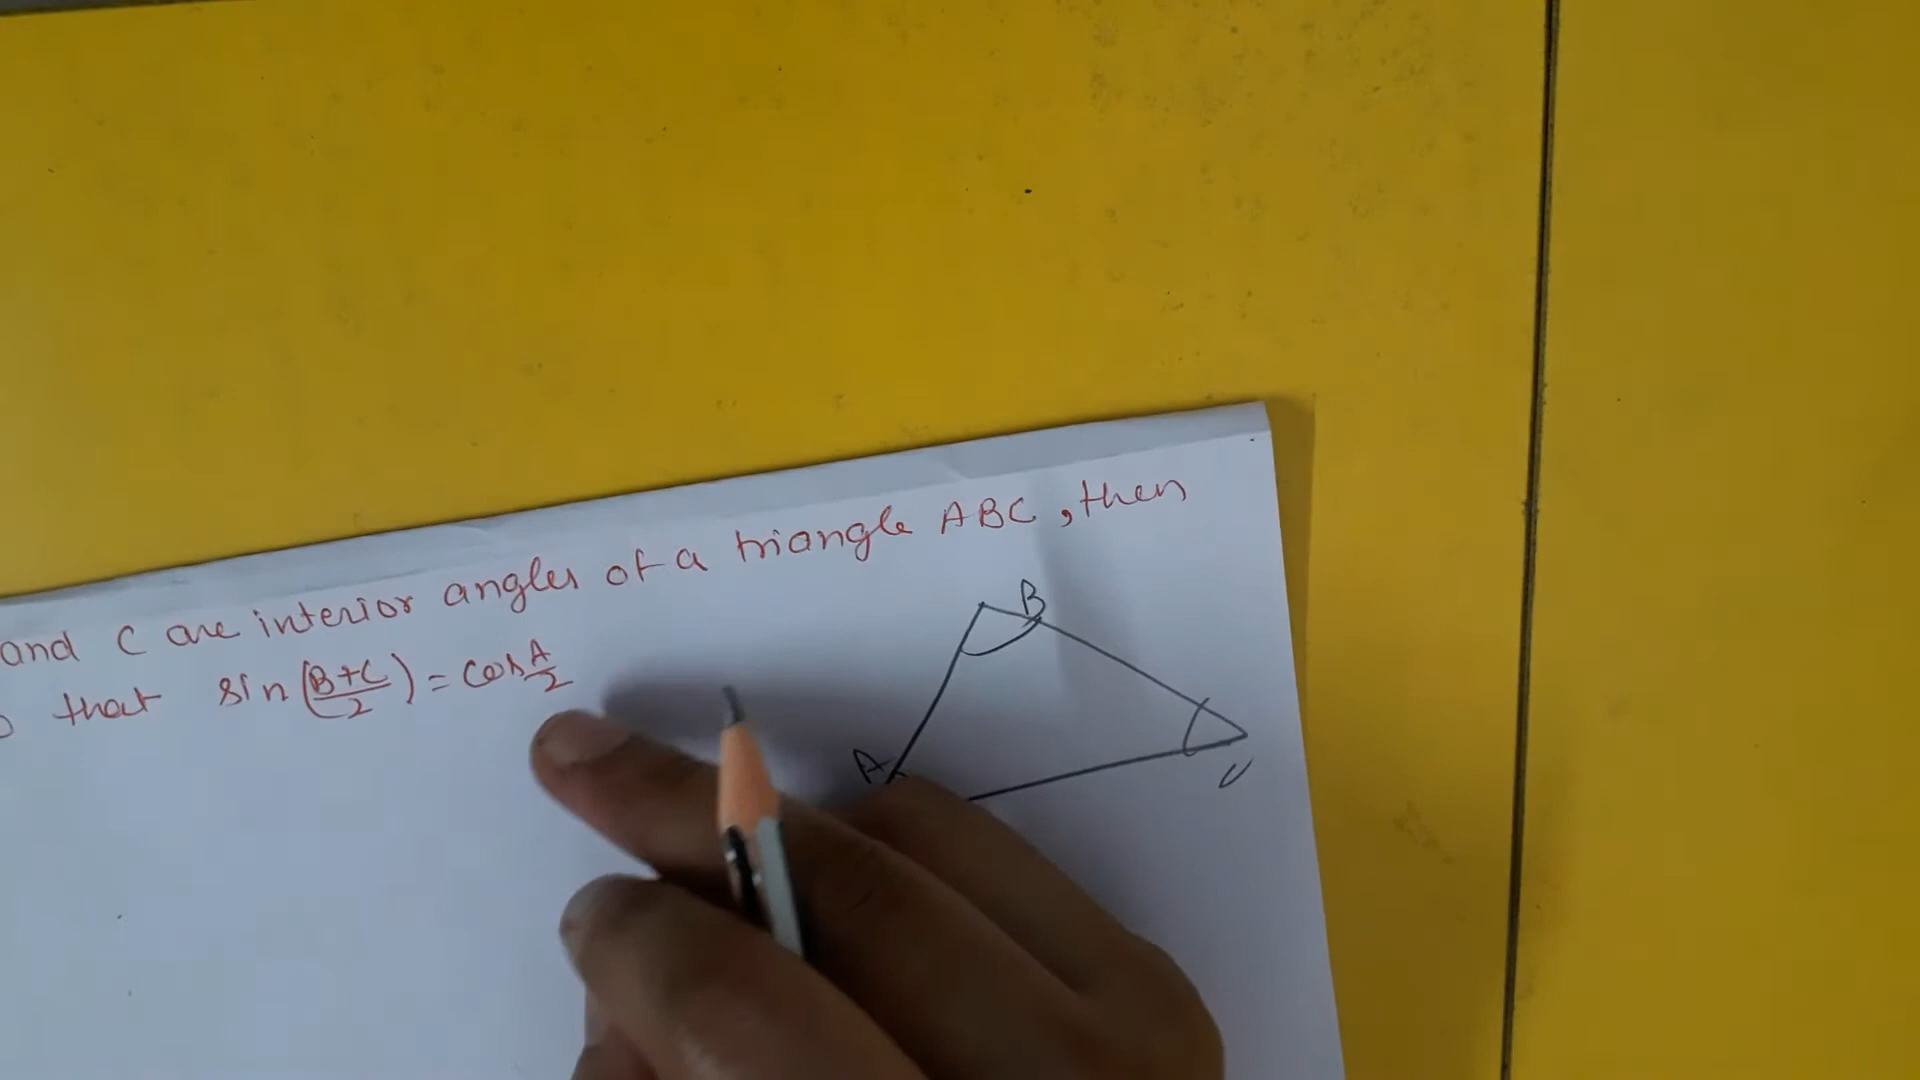 and C are interior angles of a triangle ABC, then
that sin(B+C/2) = cos A/2
B
A
C